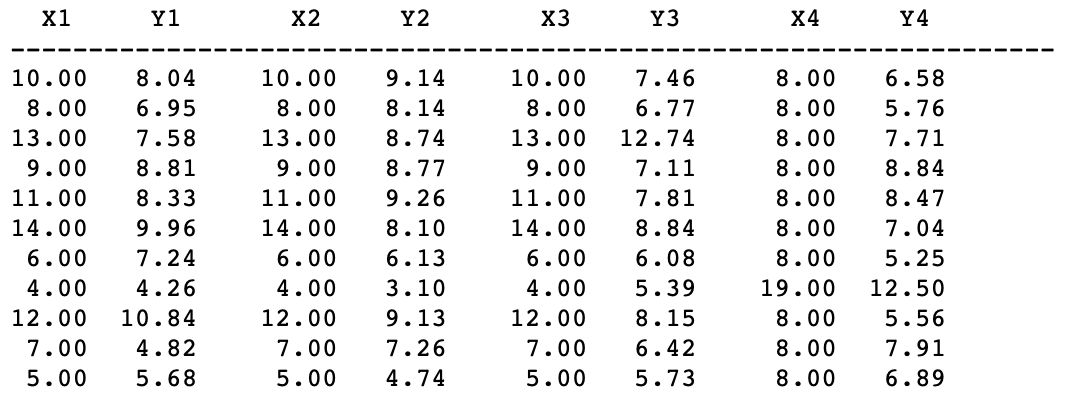 X1 Y1 X2 Y2 X3 Y3 X4 Y4
----------------------------------------------------------------------
10.00 8.04 10.00 9.14 10.00 7.46 8.00 6.58
8.00 6.95 8.00 8.14 8.00 6.77 8.00 5.76
13.00 7.58 13.00 8.74 13.00 12.74 8.00 7.71
9.00 8.81 9.00 8.77 9.00 7.11 8.00 8.84
11.00 8.33 11.00 9.26 11.00 7.81 8.00 8.47
14.00 9.96 14.00 8.10 14.00 8.84 8.00 7.04
6.00 7.24 6.00 6.13 6.00 6.08 8.00 5.25
4.00 4.26 4.00 3.10 4.00 5.39 19.00 12.50
12.00 10.84 12.00 9.13 12.00 8.15 8.00 5.56
7.00 4.82 7.00 7.26 7.00 6.42 8.00 7.91
5.00 5.68 5.00 4.74 5.00 5.73 8.00 6.89